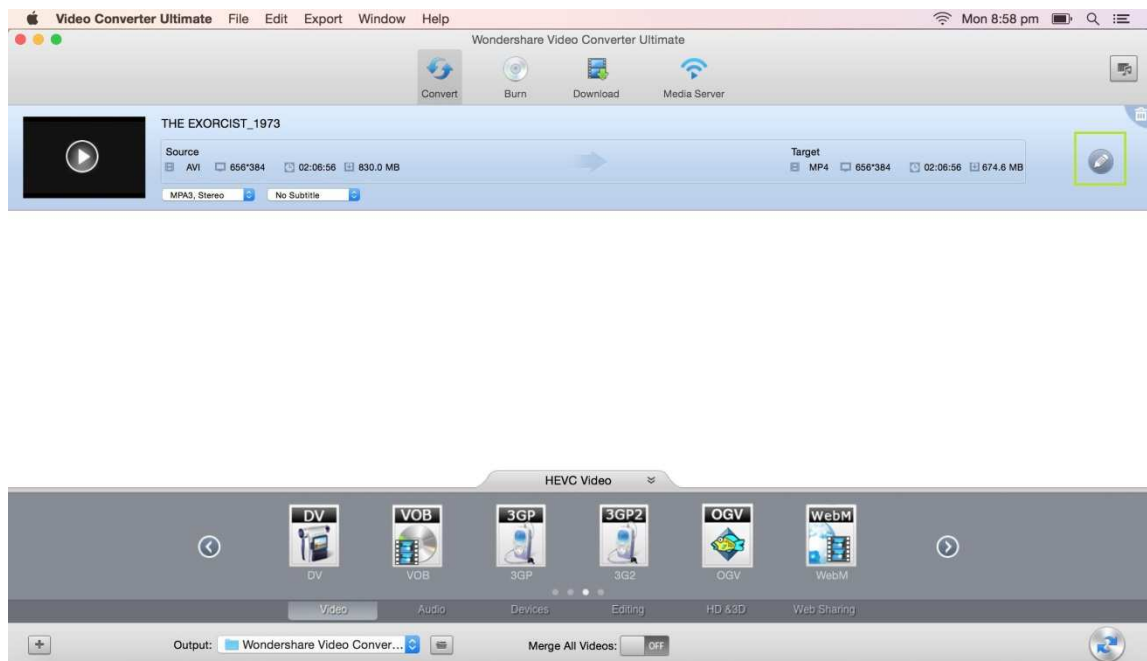 Video Converter Ultimate File Edit Export Window Help Mon 8:58 pm
Wondershare Video Converter Ultimate
Convert Burn Download Media Server
THE EXORCIST_1973
Source Target
AVI 656*384 02:06:56 830.0 MB MP4 656*384 02:06:56 674.6 MB
MPA3, Stereo No Subtitle
HEVC Video
DV VOB 3GP 3GP2 OGV WebM
DV VOB 3GP 3G2 OGV WebM
Video Audio Devices Editing HD &3D Web Sharing
Output: Wondershare Video Conver... Merge All Videos: OFF